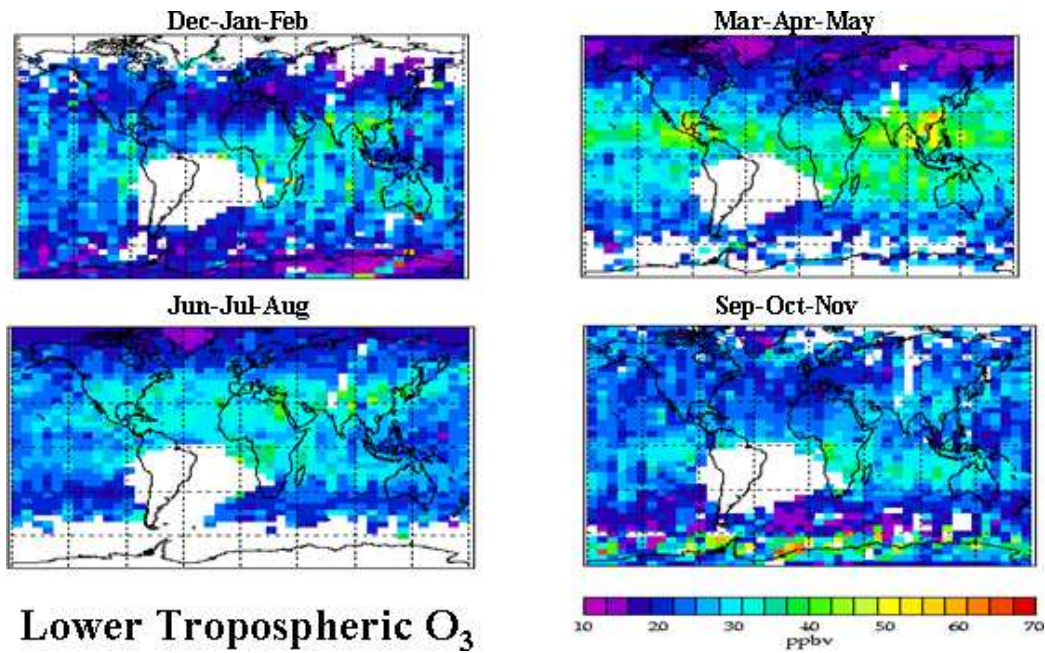 Dec-Jan-Feb
Mar-Apr-May
Jun-Jul-Aug
Sep-Oct-Nov
Lower Tropospheric O₃
10 20 30 40 50 60 70
ppbv